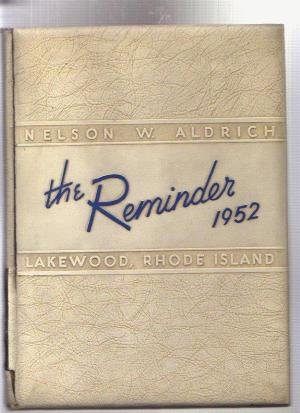 NELSON W. ALDRICH
the Reminder
1952
LAKEWOOD, RHODE ISLAND